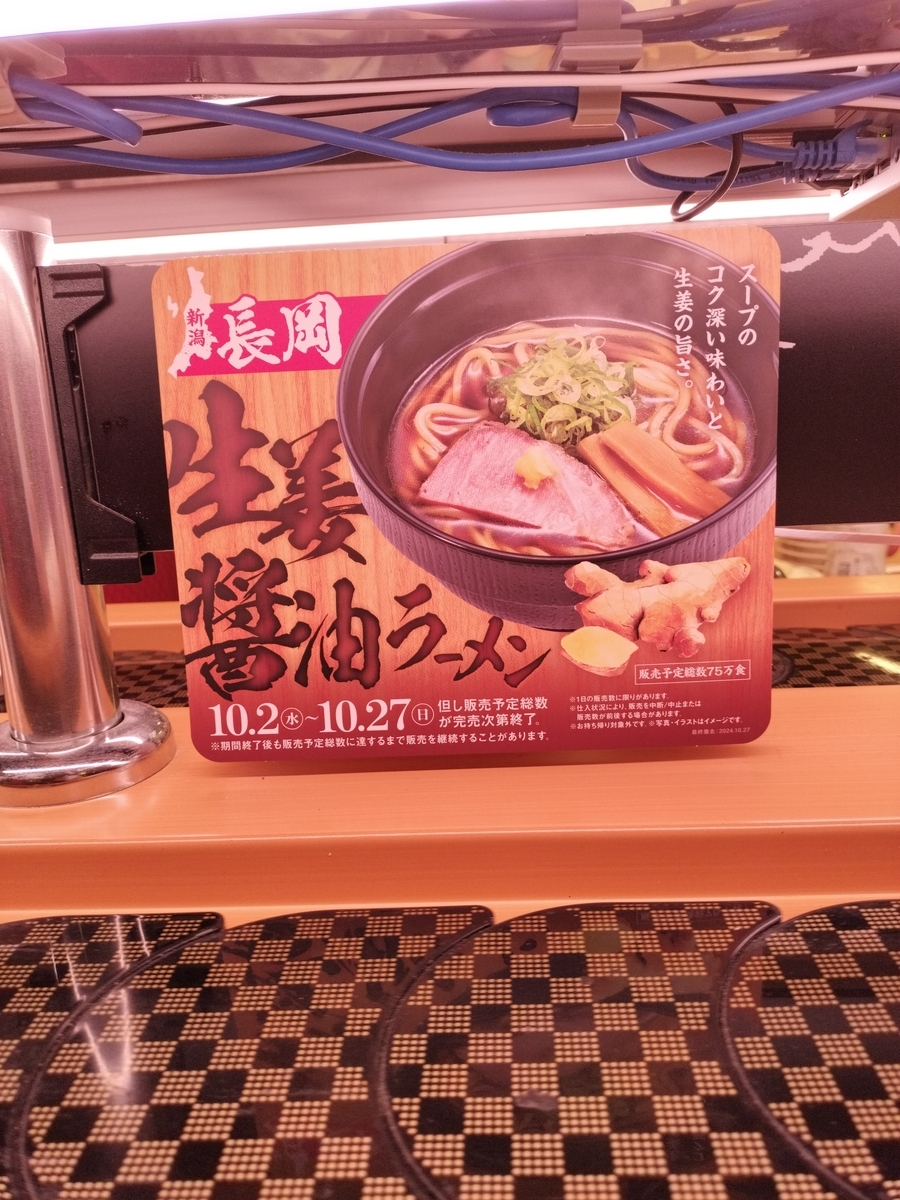 新潟
長岡
生姜
醤油ラーメン
スープの
コク深い味わいと
生姜の旨さ。
販売予定総数75万食
10.2㊌~10.27㊐
但し販売予定総数
が完売次第終了。
※期間終了後も販売予定総数に達するまで販売を継続することがあります。
※1日の販売数に限りがあります。
※仕入状況により、販売を中断/中止または
販売数が前後する場合があります。
※お持ち帰り対象外です。※写真・イラストはイメージです。
最終撤去:2024.10.27